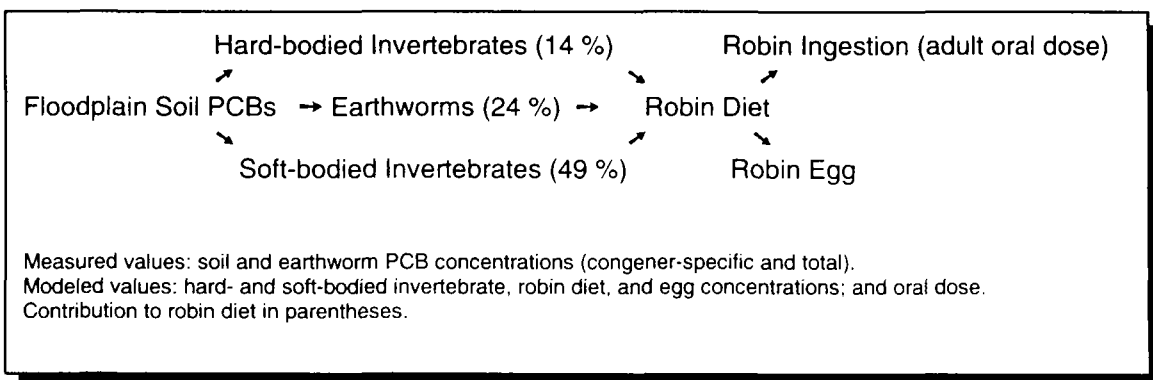 Hard-bodied Invertebrates (14 %) Robin Ingestion (adult oral dose)
Floodplain Soil PCBs → Earthworms (24 %) → Robin Diet
Soft-bodied Invertebrates (49 %) Robin Egg
Measured values: soil and earthworm PCB concentrations (congener-specific and total).
Modeled values: hard- and soft-bodied invertebrate, robin diet, and egg concentrations; and oral dose.
Contribution to robin diet in parentheses.